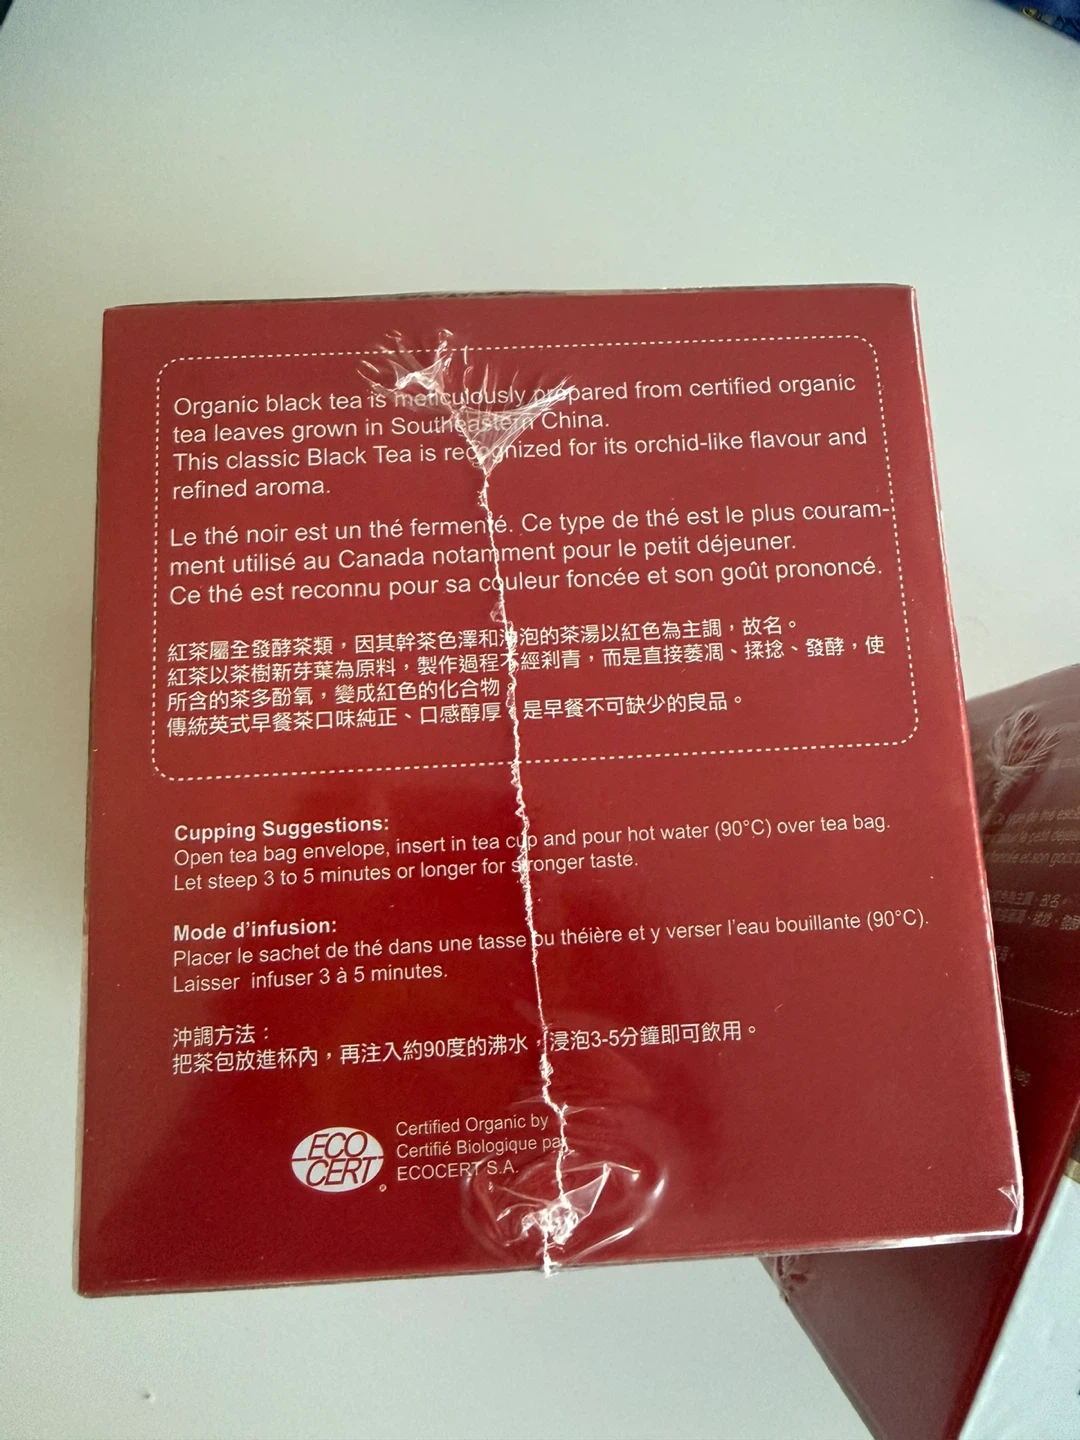 Organic black tea is meticulously prepared from certified organic
tea leaves grown in Southeastern China.
This classic Black Tea is recognized for its orchid-like flavour and
refined aroma.
Le thé noir est un thé fermenté. Ce type de thé est le plus couram-
ment utilisé au Canada notamment pour le petit déjeuner.
Ce thé est reconnu pour sa couleur foncée et son goût prononcé.
紅茶屬全發酵茶類，因其幹茶色澤和沖泡的茶湯以紅色為主調，故名。
紅茶以茶樹新芽葉為原料，製作過程不經剎青，而是直接萎凋、揉捻、發酵，使
所含的茶多酚氧，變成紅色的化合物。
傳統英式早餐茶口味純正、口感醇厚，是早餐不可缺少的良品。
Cupping Suggestions:
Open tea bag envelope, insert in tea cup and pour hot water (90°C) over tea bag.
Let steep 3 to 5 minutes or longer for stronger taste.
Mode d'infusion:
Placer le sachet de thé dans une tasse ou théière et y verser l'eau bouillante (90°C).
Laisser infuser 3 à 5 minutes.
沖調方法：
把茶包放進杯內，再注入約90度的沸水，浸泡3-5分鐘即可飲用。
ECO
CERT
Certified Organic by
Certifié Biologique par
ECOCERT S.A.